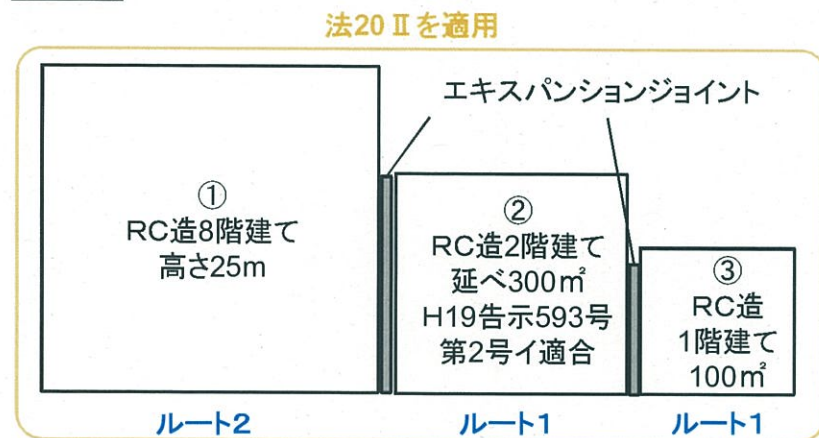 法20Ⅱを適用
エキスパンションジョイント
①
RC造8階建て
高さ25m
②
RC造2階建て
延べ300㎡
H19告示593号
第2号イ適合
③
RC造
1階建て
100㎡
ルート2
ルート1
ルート1